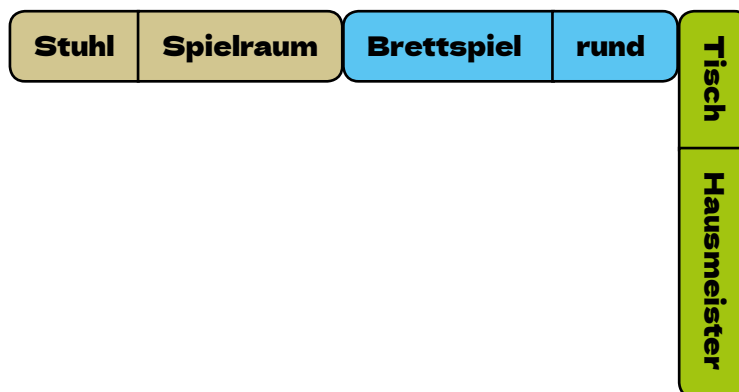 Stuhl
Spielraum
Brettspiel
rund
Tisch
Hausmeister